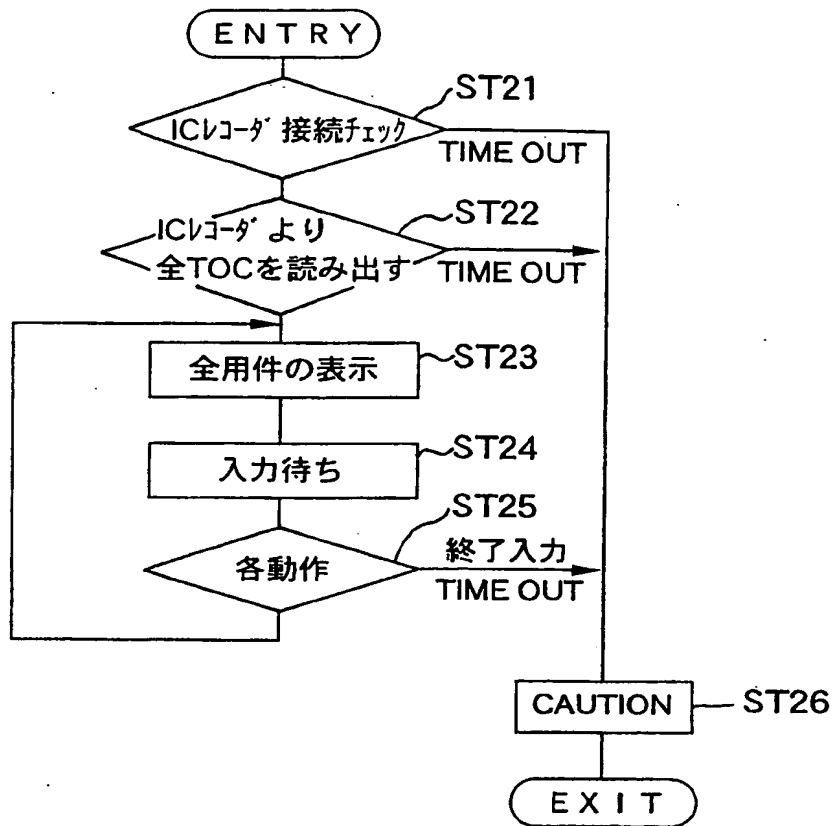 ENTRY
ST21
ICﾚｺｰﾀﾞ接続ﾁｪｯｸ
TIME OUT
ST22
ICﾚｺｰﾀﾞより
全TOCを読み出す
TIME OUT
全用件の表示
ST23
入力待ち
ST24
ST25
各動作
終了入力
TIME OUT
CAUTION
ST26
EXIT